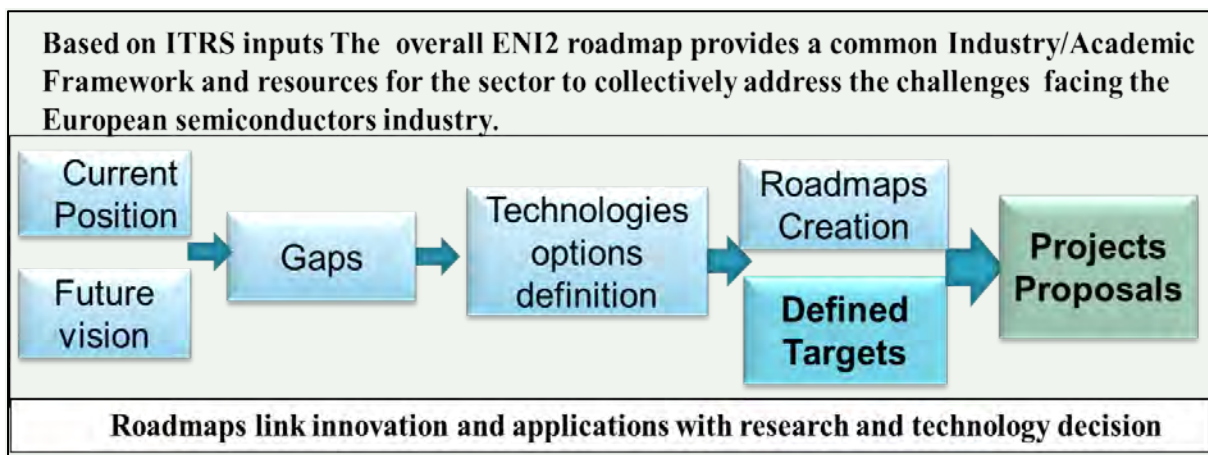 Based on ITRS inputs The overall ENI2 roadmap provides a common Industry/Academic
Framework and resources for the sector to collectively address the challenges facing the
European semiconductors industry.
Current
Position
Future
vision
Gaps
Technologies
options
definition
Roadmaps
Creation
Defined
Targets
Projects
Proposals
Roadmaps link innovation and applications with research and technology decision